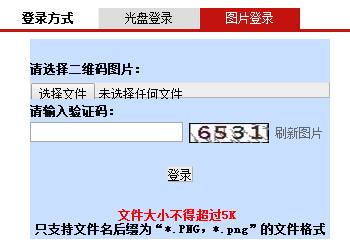 登录方式 光盘登录 图片登录
请选择二维码图片：
选择文件 未选择任何文件
请输入验证码：
6531 刷新图片
登录
文件大小不得超过5K
只支持文件名后缀为“*.PNG，*.png”的文件格式